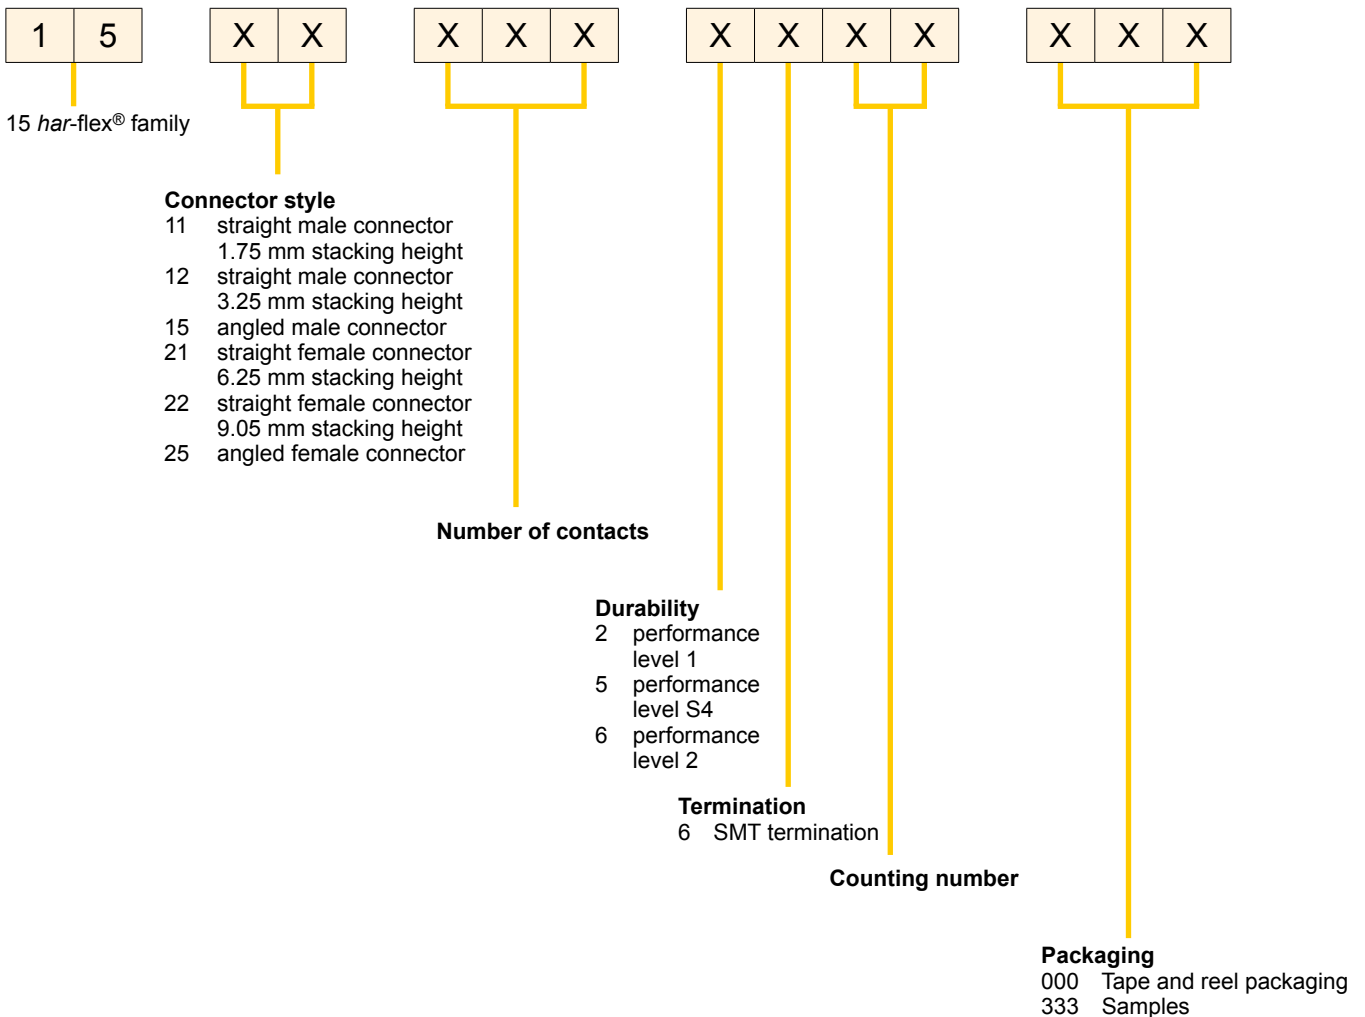 1 5 X X X X X X X X X X X X
15 har-flex® family
Connector style
11 straight male connector
1.75 mm stacking height
12 straight male connector
3.25 mm stacking height
15 angled male connector
21 straight female connector
6.25 mm stacking height
22 straight female connector
9.05 mm stacking height
25 angled female connector
Number of contacts
Durability
2 performance
level 1
5 performance
level S4
6 performance
level 2
Termination
6 SMT termination
Counting number
Packaging
000 Tape and reel packaging
333 Samples